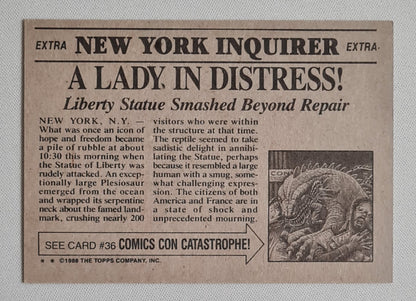 EXTRA NEW YORK INQUIRER EXTRA
A LADY IN DISTRESS!
Liberty Statue Smashed Beyond Repair
NEW YORK, N.Y. —
What was once an icon of
hope and freedom became
a pile of rubble at about
10:30 this morning when
the Statue of Liberty was
rudely attacked. An ex-
ceptionally large Plesiosaur
emerged from the ocean
and wrapped its serpentine
neck about the famed land-
mark, crushing nearly 200
visitors who were within the
structure at that time.
The reptile seemed to take
sadistic delight in annihi-
lating the Statue, perhaps
because it resembled a large
human with a smug, some-
what challenging expres-
sion. The citizens of both
America and France are in
a state of shock and
unprecedented mourning.
CON
SEE CARD #36 COMICS CON CATASTROPHE!
* * ©1988 THE TOPPS COMPANY, INC.